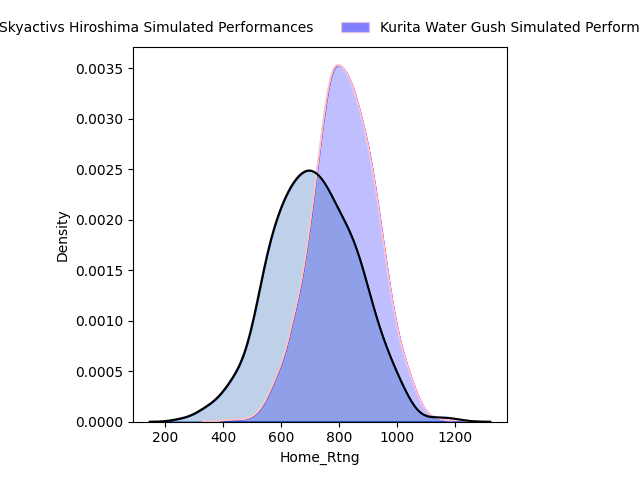 Skyactivs Hiroshima Simulated Performances Kurita Water Gush Simulated Perform
0.0035
0.0030
0.0025
0.0020
0.0015
0.0010
0.0005
0.0000
Density
200 400 600 800 1000 1200
Home_Rtng